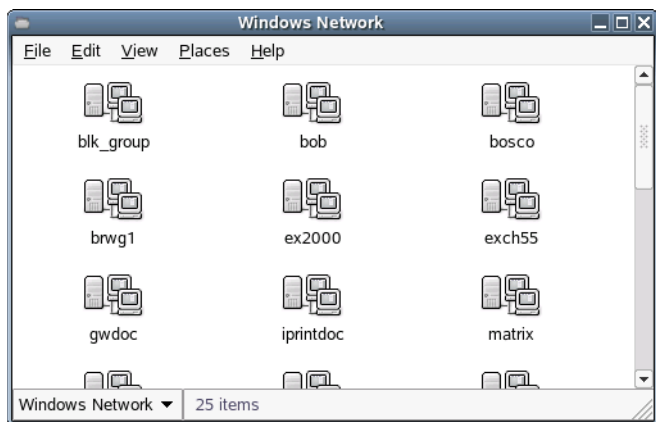 Windows Network
File Edit View Places Help
blk_group bob bosco
brwg1 ex2000 exch55
gwdoc iprintdoc matrix
Windows Network 25 items